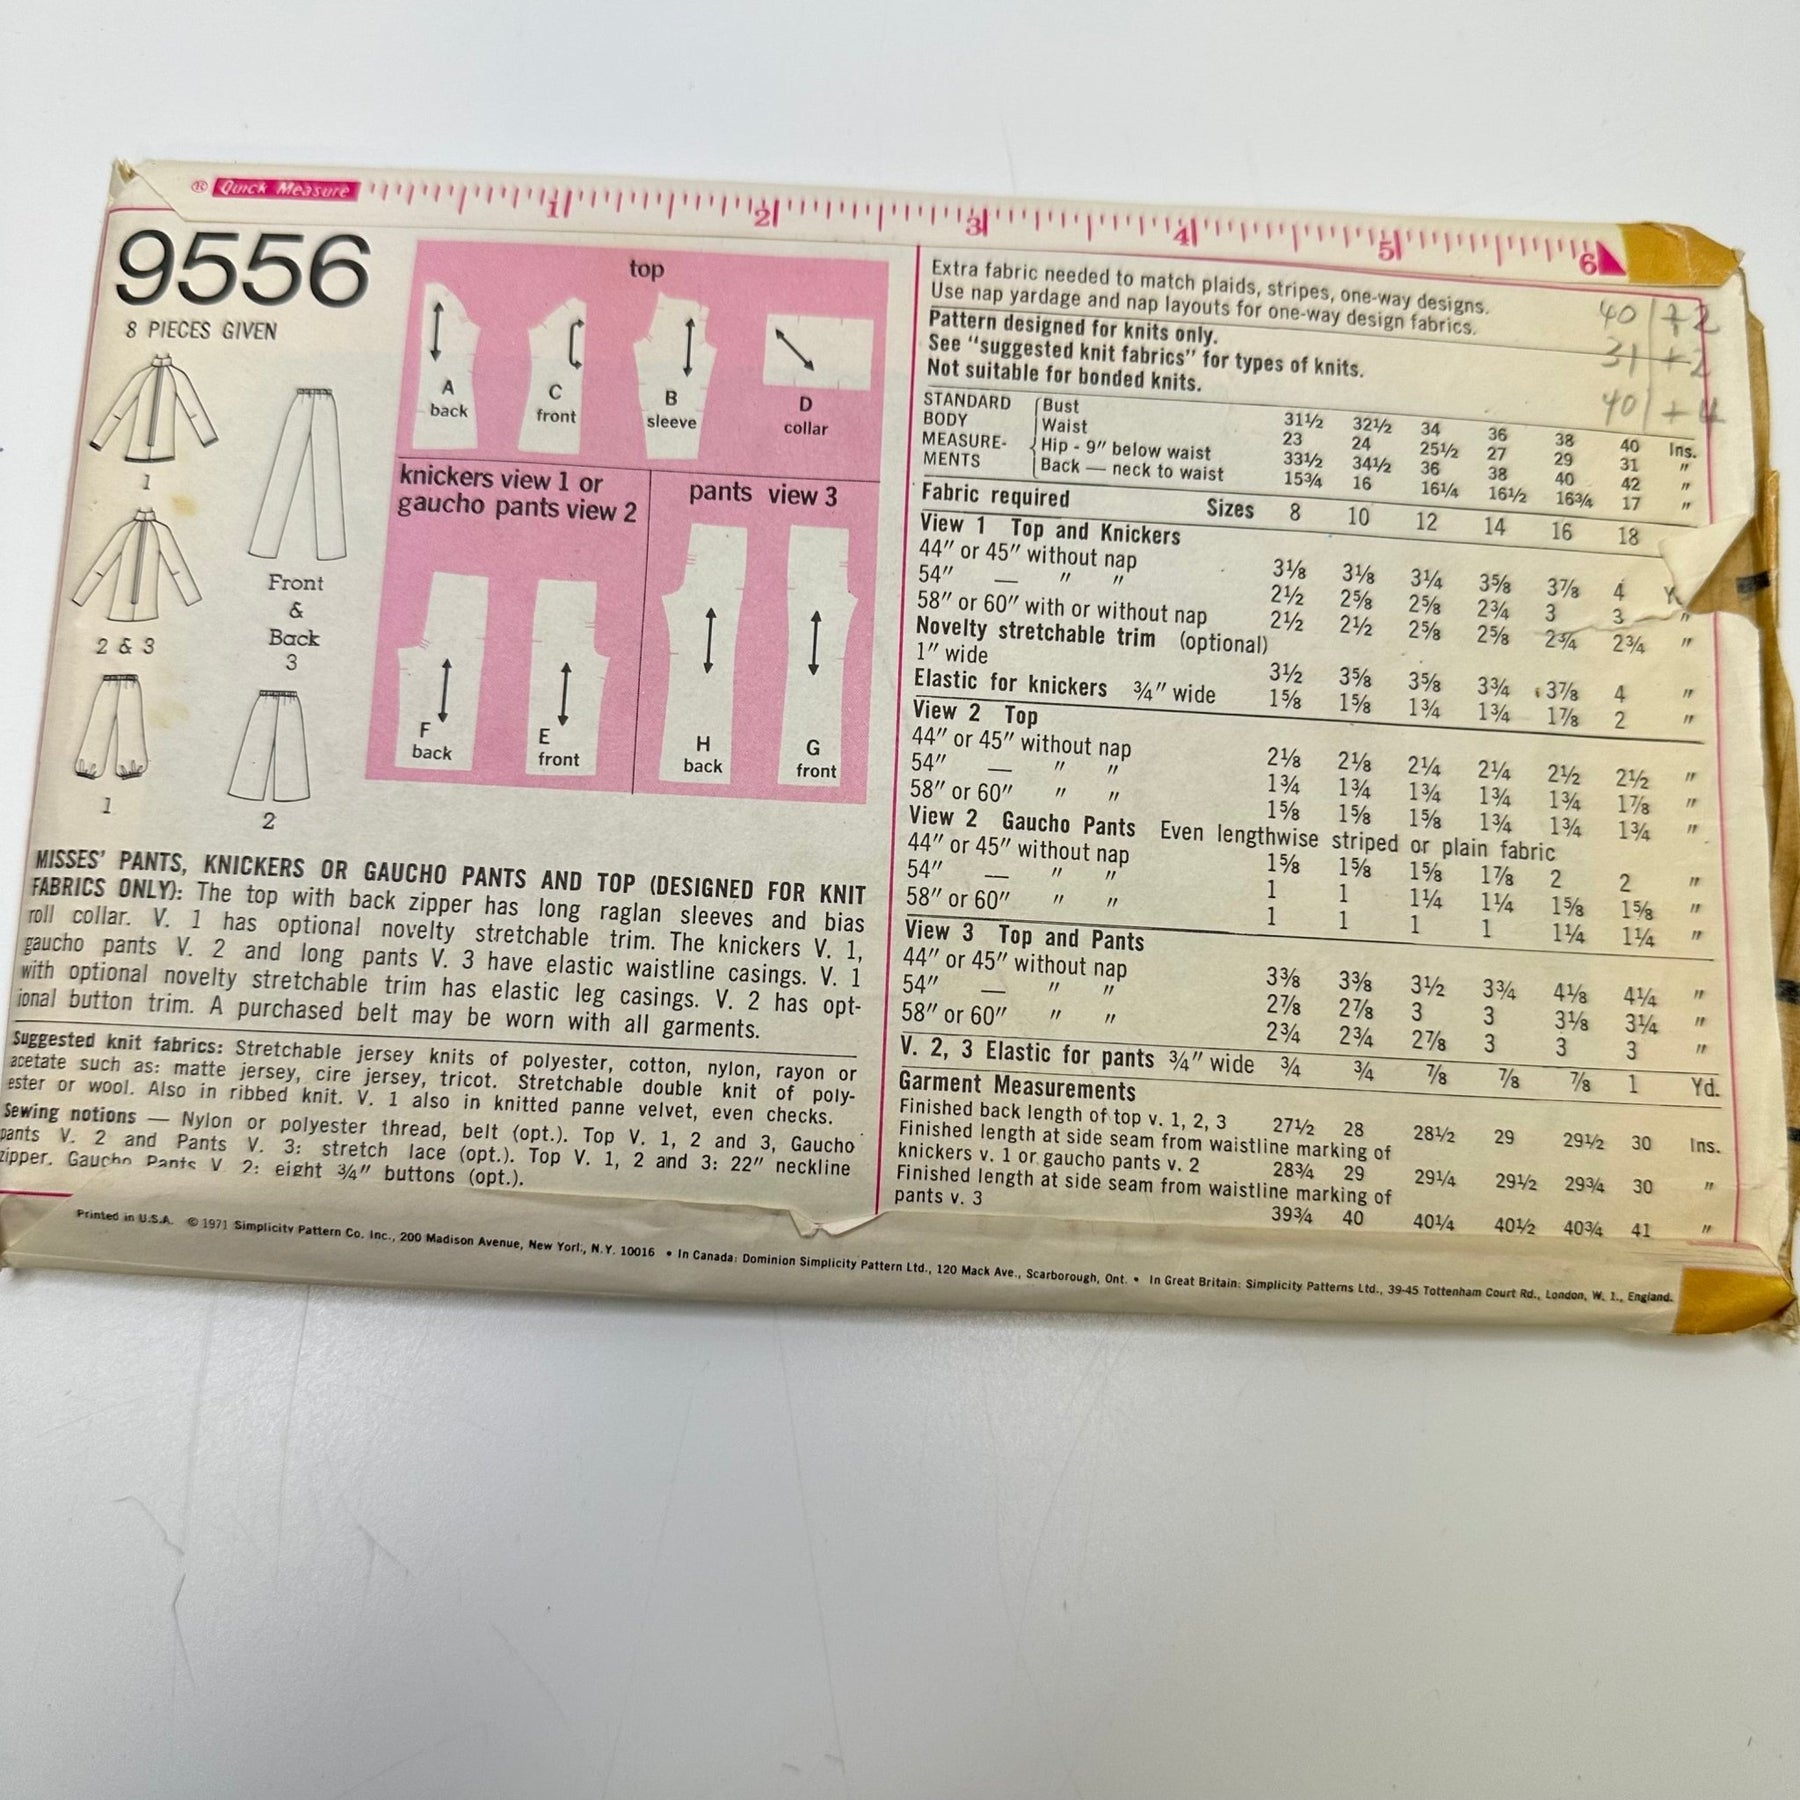 ® Quick Measure
1 2 3 4 5 6
9556
8 PIECES GIVEN
1
2 & 3
1
Front
&
Back
3
2
top
A
back
C
front
B
sleeve
D
collar
knickers view 1 or
gaucho pants view 2
pants view 3
F
back
E
front
H
back
G
front
MISSES' PANTS, KNICKERS OR GAUCHO PANTS AND TOP (DESIGNED FOR KNIT
FABRICS ONLY): The top with back zipper has long raglan sleeves and bias
roll collar. V. 1 has optional novelty stretchable trim. The knickers V. 1,
gaucho pants V. 2 and long pants V. 3 have elastic waistline casings. V. 1
with optional novelty stretchable trim has elastic leg casings. V. 2 has opt-
ional button trim. A purchased belt may be worn with all garments.
Suggested knit fabrics: Stretchable jersey knits of polyester, cotton, nylon, rayon or
acetate such as: matte jersey, cire jersey, tricot. Stretchable double knit of poly-
ester or wool. Also in ribbed knit. V. 1 also in knitted panne velvet, even checks.
Sewing notions — Nylon or polyester thread, belt (opt.). Top V. 1, 2 and 3, Gaucho
pants V. 2 and Pants V. 3: stretch lace (opt.). Top V. 1, 2 and 3: 22" neckline
zipper. Gaucho Pants V. 2: eight ¾" buttons (opt.).
Extra fabric needed to match plaids, stripes, one-way designs.
Use nap yardage and nap layouts for one-way design fabrics.
Pattern designed for knits only.
See "suggested knit fabrics" for types of knits.
Not suitable for bonded knits.
40 | +2
31 | +2
40 | +4
STANDARD BODY MEASURE-MENTS
Bust 31½ 32½ 34 36 38 40 Ins.
Waist 23 24 25½ 27 29 31 "
Hip - 9" below waist 33½ 34½ 36 38 40 42 "
Back — neck to waist 15¾ 16 16¼ 16½ 16¾ 17 "
Fabric required Sizes 8 10 12 14 16 18
View 1 Top and Knickers
44" or 45" without nap 3⅛ 3⅛ 3¼ 3⅝ 3⅞ 4
54" — " " 2½ 2⅝ 2⅝ 2¾ 3 3 "
58" or 60" with or without nap 2½ 2½ 2⅝ 2⅝ 2¾ 2¾ "
Novelty stretchable trim (optional)
1" wide 3½ 3⅝ 3⅝ 3¾ 3⅞ 4 "
Elastic for knickers ¾" wide 1⅝ 1⅝ 1¾ 1¾ 1⅞ 2 "
View 2 Top
44" or 45" without nap 2⅛ 2⅛ 2¼ 2¼ 2½ 2½ "
54" — " " 1¾ 1¾ 1¾ 1¾ 1¾ 1⅞ "
58" or 60" " " 1⅝ 1⅝ 1⅝ 1¾ 1¾ 1¾ "
View 2 Gaucho Pants Even lengthwise striped or plain fabric
44" or 45" without nap 1⅝ 1⅝ 1⅝ 1⅞ 2 2 "
54" — " " 1 1 1¼ 1¼ 1⅝ 1⅝ "
58" or 60" " " 1 1 1 1 1¼ 1¼ "
View 3 Top and Pants
44" or 45" without nap 3⅜ 3⅜ 3½ 3¾ 4⅛ 4¼ "
54" — " " 2⅞ 2⅞ 3 3 3⅛ 3¼ "
58" or 60" " " 2¾ 2¾ 2⅞ 3 3 3 "
V. 2, 3 Elastic for pants ¾" wide ¾ ¾ ⅞ ⅞ ⅞ 1 Yd.
Garment Measurements
Finished back length of top v. 1, 2, 3 27½ 28 28½ 29 29½ 30 Ins.
Finished length at side seam from waistline marking of
knickers v. 1 or gaucho pants v. 2 28¾ 29 29¼ 29½ 29¾ 30 "
Finished length at side seam from waistline marking of
pants v. 3 39¾ 40 40¼ 40½ 40¾ 41 "
Printed in U.S.A. © 1971 Simplicity Pattern Co. Inc., 200 Madison Avenue, New York, N.Y. 10016 • In Canada: Dominion Simplicity Pattern Ltd., 120 Mack Ave., Scarborough, Ont. • In Great Britain: Simplicity Patterns Ltd., 39-45 Tottenham Court Rd., London, W. 1., England.